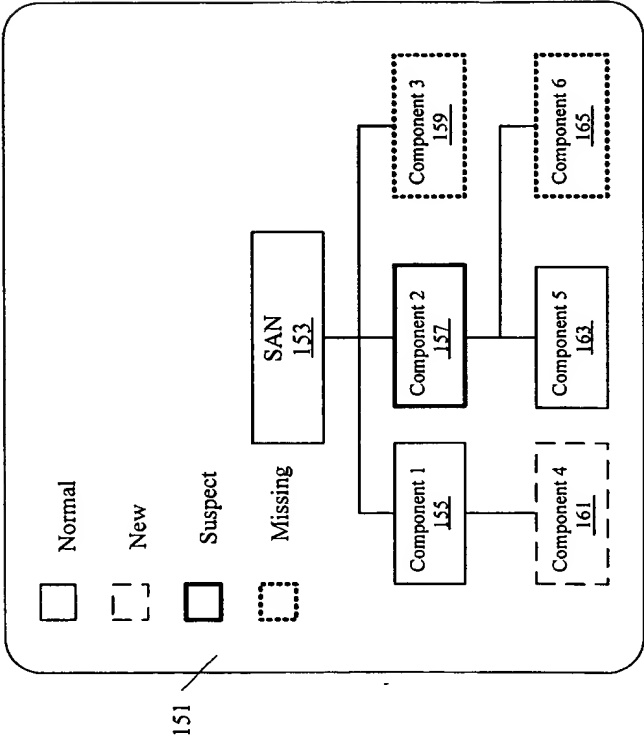 Normal
New
Suspect
Missing
SAN
153
Component 1
155
Component 2
157
Component 3
159
Component 4
161
Component 5
163
Component 6
165
151